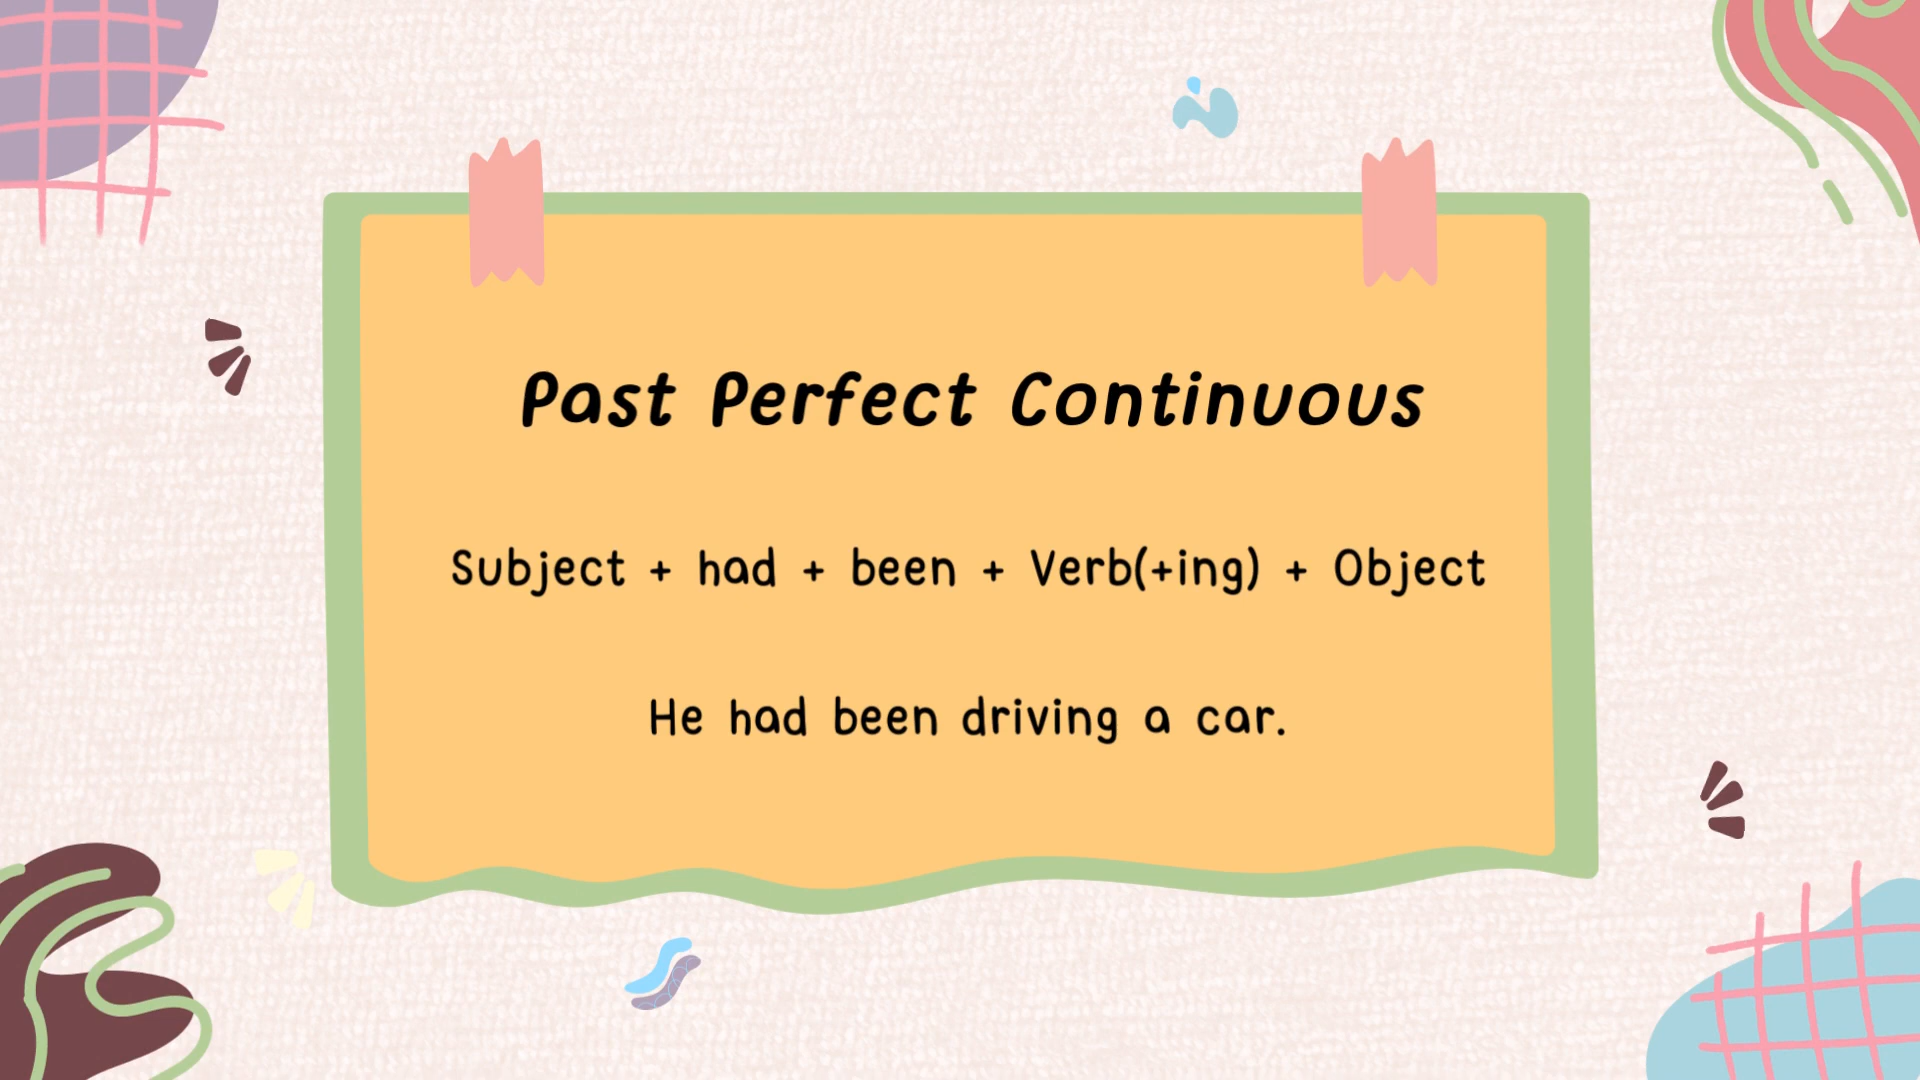 Past Perfect Continuous
Subject + had + been + Verb(+ing) + Object
He had been driving a car.